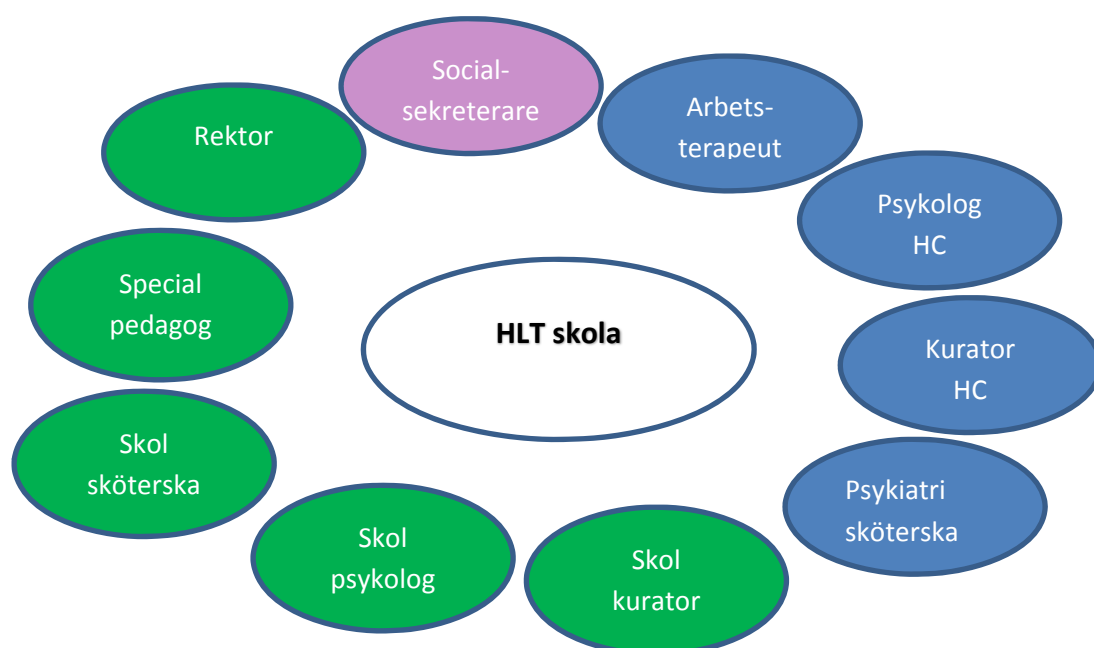 Social-
sekreterare
Arbets-
terapeut
Rektor
Psykolog
HC
Special
pedagog
HLT skola
Kurator
HC
Skol
sköterska
Psykiatri
sköterska
Skol
psykolog
Skol
kurator